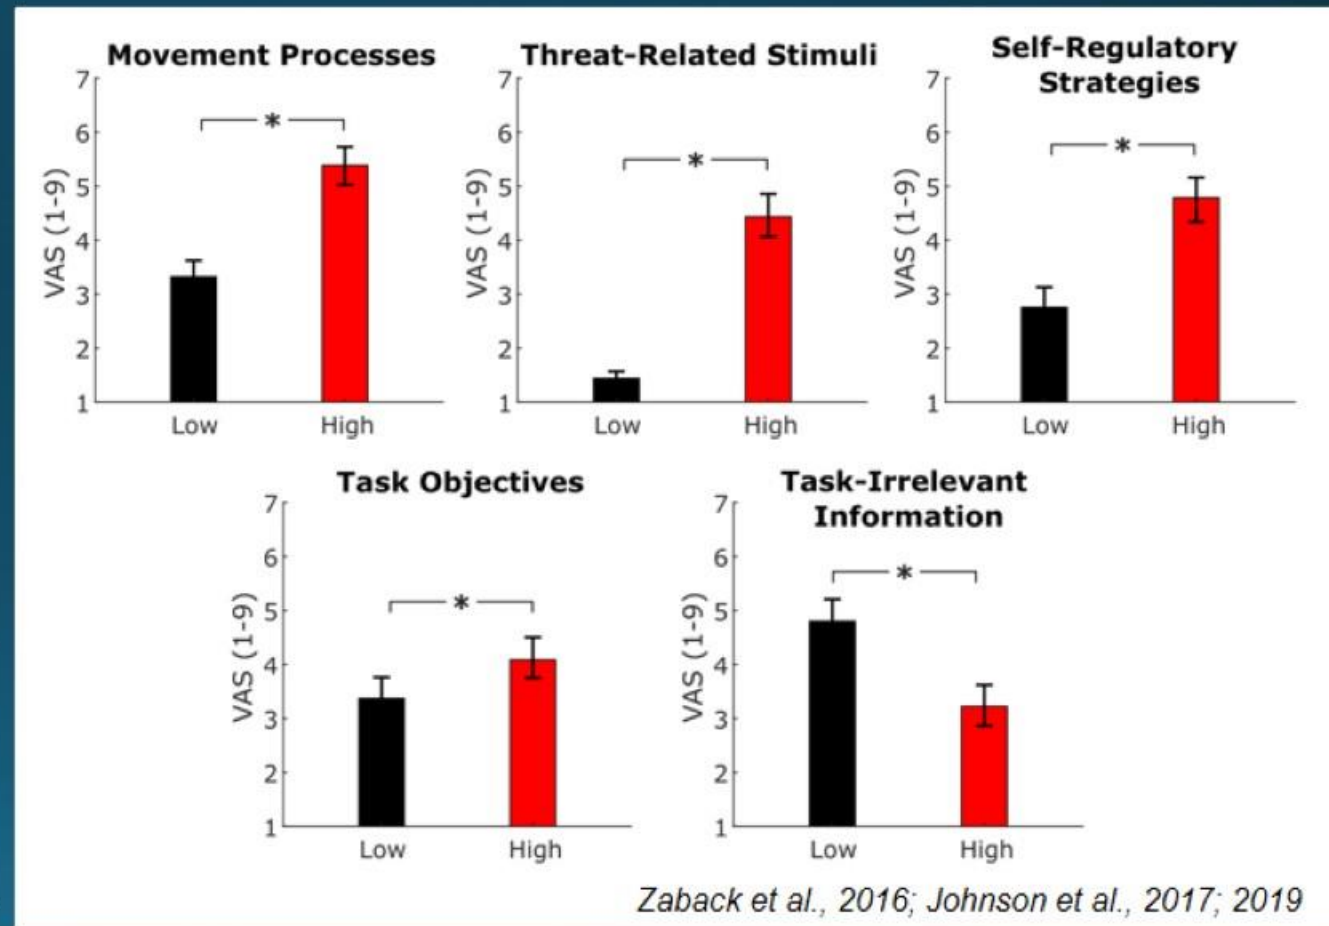 Movement Processes
7
6
5
4
3
2
1
VAS (1-9)
*
Low High
Threat-Related Stimuli
7
6
5
4
3
2
1
VAS (1-9)
*
Low High
Self-Regulatory
Strategies
7
6
5
4
3
2
1
VAS (1-9)
*
Low High
Task Objectives
7
6
5
4
3
2
1
VAS (1-9)
*
Low High
Task-Irrelevant
Information
7
6
5
4
3
2
1
VAS (1-9)
*
Low High
Zaback et al., 2016; Johnson et al., 2017; 2019